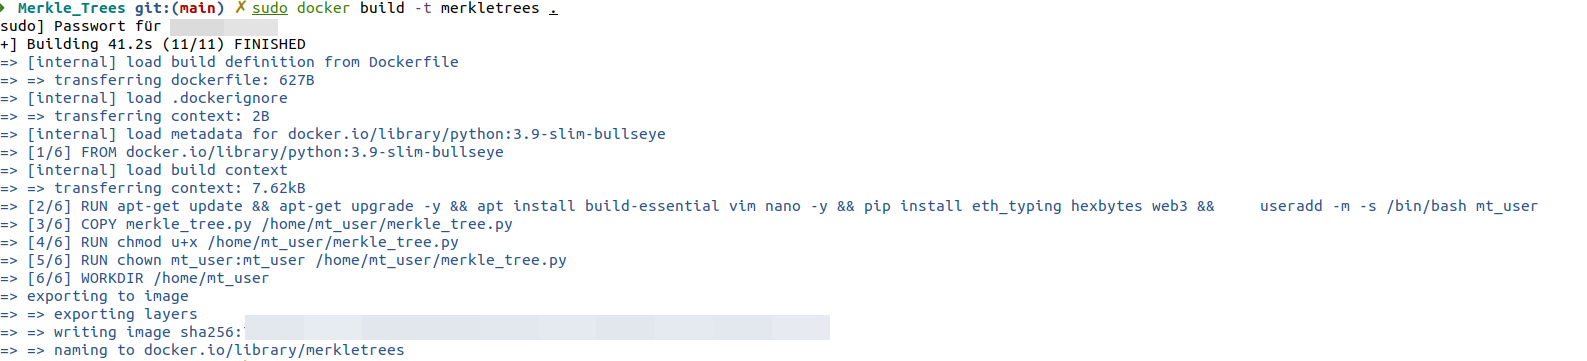 Merkle_Trees git:(main) ✗ sudo docker build -t merkletrees .
sudo] Passwort für
+] Building 41.2s (11/11) FINISHED
=> [internal] load build definition from Dockerfile
=> => transferring dockerfile: 627B
=> [internal] load .dockerignore
=> => transferring context: 2B
=> [internal] load metadata for docker.io/library/python:3.9-slim-bullseye
=> [1/6] FROM docker.io/library/python:3.9-slim-bullseye
=> [internal] load build context
=> => transferring context: 7.62kB
=> [2/6] RUN apt-get update && apt-get upgrade -y && apt install build-essential vim nano -y && pip install eth_typing hexbytes web3 &&     useradd -m -s /bin/bash mt_user
=> [3/6] COPY merkle_tree.py /home/mt_user/merkle_tree.py
=> [4/6] RUN chmod u+x /home/mt_user/merkle_tree.py
=> [5/6] RUN chown mt_user:mt_user /home/mt_user/merkle_tree.py
=> [6/6] WORKDIR /home/mt_user
=> exporting to image
=> => exporting layers
=> => writing image sha256:
=> => naming to docker.io/library/merkletrees